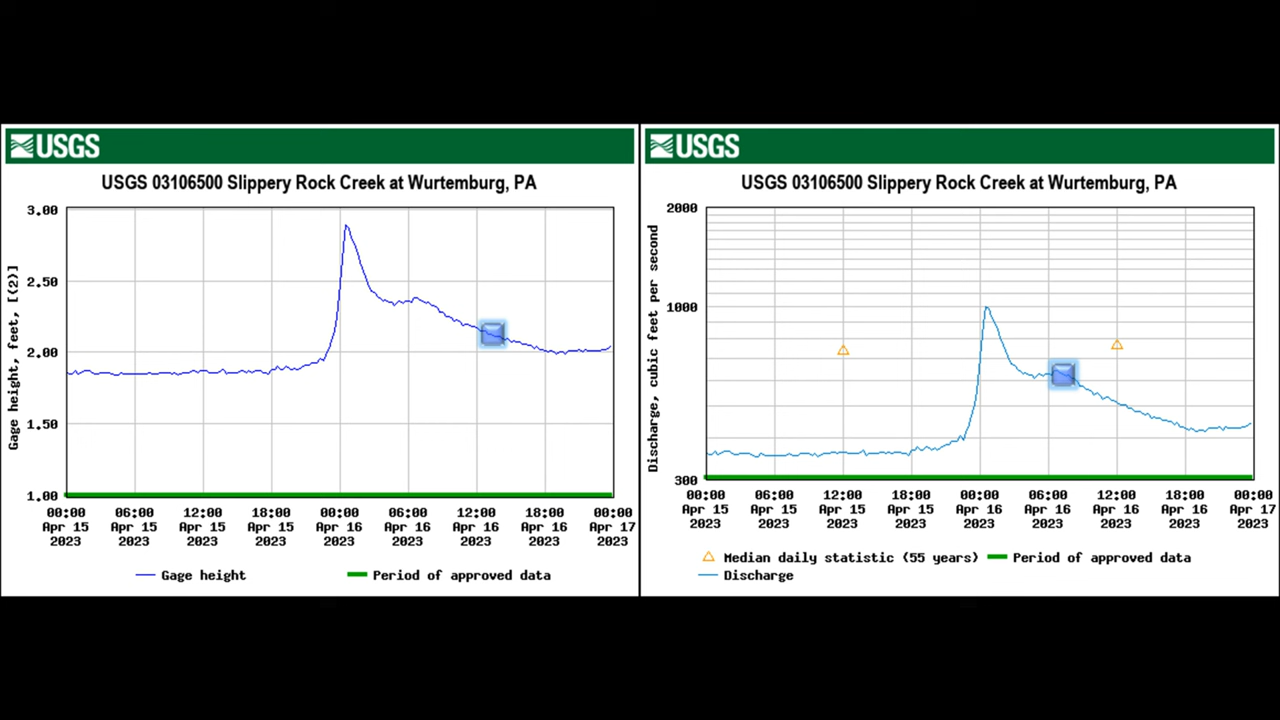 USGS
USGS 03106500 Slippery Rock Creek at Wurtemburg, PA
Gage height, feet, [(2)]
3.00
2.50
2.00
1.50
1.00
00:00 06:00 12:00 18:00 00:00 06:00 12:00 18:00 00:00
Apr 15 Apr 15 Apr 15 Apr 15 Apr 16 Apr 16 Apr 16 Apr 16 Apr 17
2023 2023 2023 2023 2023 2023 2023 2023 2023
Gage height Period of approved data
USGS
USGS 03106500 Slippery Rock Creek at Wurtemburg, PA
Discharge, cubic feet per second
2000
1000
300
00:00 06:00 12:00 18:00 00:00 06:00 12:00 18:00 00:00
Apr 15 Apr 15 Apr 15 Apr 15 Apr 16 Apr 16 Apr 16 Apr 16 Apr 17
2023 2023 2023 2023 2023 2023 2023 2023 2023
Median daily statistic (55 years) Period of approved data
Discharge